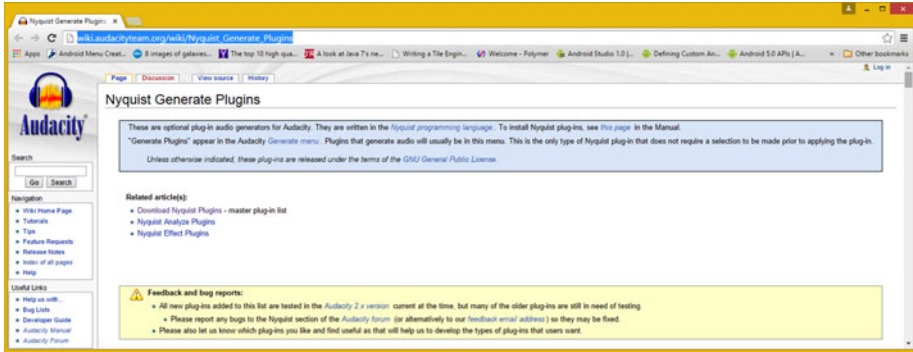 Nyquist Generate Plugins
wiki.audacityteam.org/wiki/Nyquist_Generate_Plugins
Apps Android Menu Creat... 8 images of galaxies... The top 10 high qua... A look at Java 7's ne... Writing a Tile Engin... Welcome - Polymer Android Studio 1.0 |... Defining Custom An... Android 5.0 APIs | A... » Other bookmarks
Log in
Page Discussion View source History
Nyquist Generate Plugins
Audacity
These are optional plug-in audio generators for Audacity. They are written in the Nyquist programming language. To install Nyquist plug-ins, see this page in the Manual.
"Generate Plugins" appear in the Audacity Generate menu. Plugins that generate audio will usually be in this menu. This is the only type of Nyquist plug-in that does not require a selection to be made prior to applying the plug-in.
Unless otherwise indicated, these plug-ins are released under the terms of the GNU General Public License.
Search
Go Search
Navigation
Wiki Home Page
Tutorials
Tips
Feature Requests
Release Notes
Index of all pages
Help
Useful Links
Help us with...
Bug Lists
Developer Guide
Audacity Manual
Audacity Forum
Related article(s):
Download Nyquist Plugins - master plug-in list
Nyquist Analyze Plugins
Nyquist Effect Plugins
Feedback and bug reports:
All new plug-ins added to this list are tested in the Audacity 2.x version current at the time, but many of the older plug-ins are still in need of testing.
Please report any bugs to the Nyquist section of the Audacity forum (or alternatively to our feedback email address) so they may be fixed.
Please also let us know which plug-ins you like and find useful as that will help us to develop the types of plug-ins that users want.